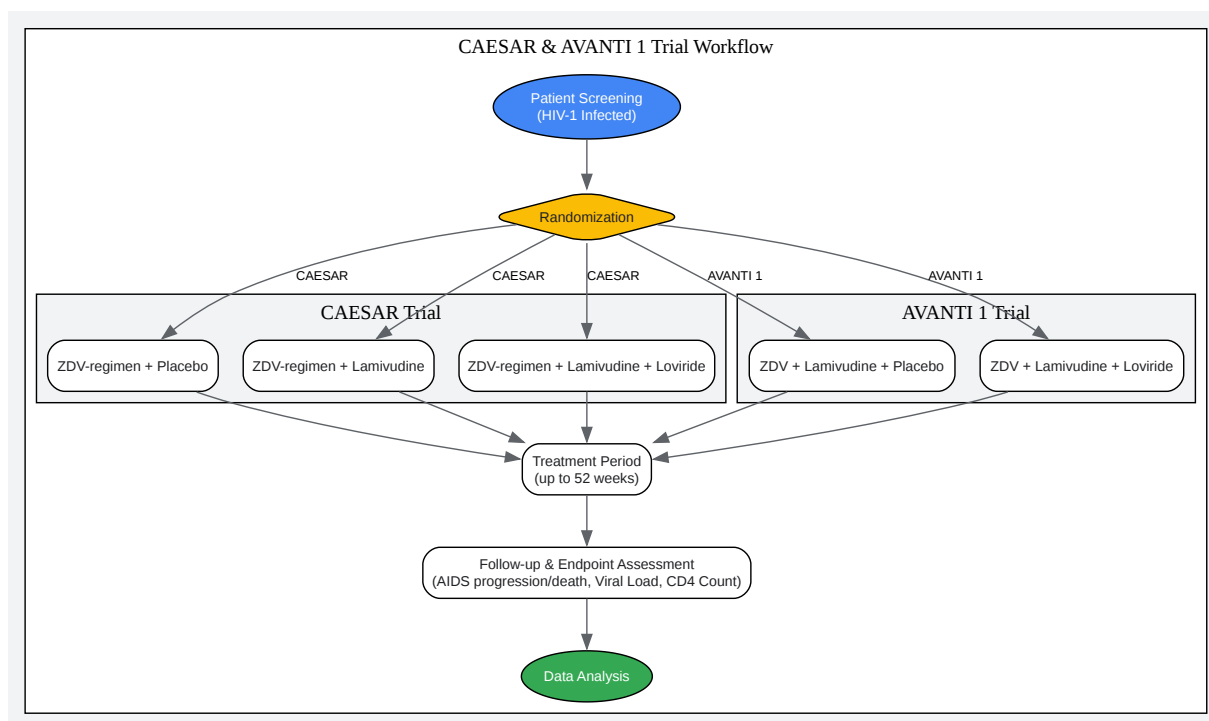 CAESAR & AVANTI 1 Trial Workflow
Patient Screening
(HIV-1 Infected)
Randomization
CAESAR
CAESAR
CAESAR
AVANTI 1
AVANTI 1
CAESAR Trial
AVANTI 1 Trial
ZDV-regimen + Placebo
ZDV-regimen + Lamivudine
ZDV-regimen + Lamivudine + Loviride
ZDV + Lamivudine + Placebo
ZDV + Lamivudine + Loviride
Treatment Period
(up to 52 weeks)
Follow-up & Endpoint Assessment
(AIDS progression/death, Viral Load, CD4 Count)
Data Analysis